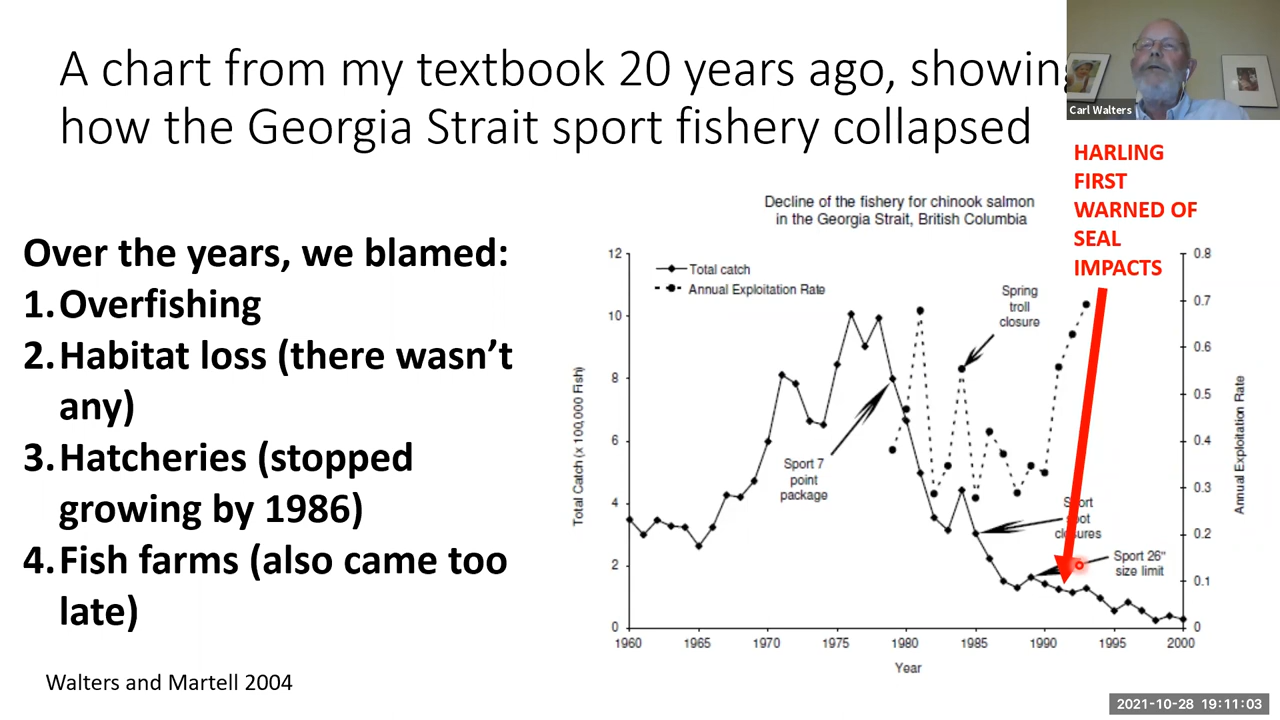 A chart from my textbook 20 years ago, showing
how the Georgia Strait sport fishery collapsed
Carl Walters
HARLING
FIRST
WARNED OF
SEAL
IMPACTS
Over the years, we blamed:
1. Overfishing
2. Habitat loss (there wasn't
any)
3. Hatcheries (stopped
growing by 1986)
4. Fish farms (also came too
late)
Walters and Martell 2004
Decline of the fishery for chinook salmon
in the Georgia Strait, British Columbia
Total catch
Annual Exploitation Rate
Spring
troll
closure
Sport 7
point
package
Sport
spot
closures
Sport 26"
size limit
Total Catch (x 100,000 Fish)
12
10
8
6
4
2
0
0.8
0.7
0.6
0.5
0.4
0.3
0.2
0.1
0
Annual Exploitation Rate
1960 1965 1970 1975 1980 1985 1990 1995 2000
Year
2021-10-28 19:11:03